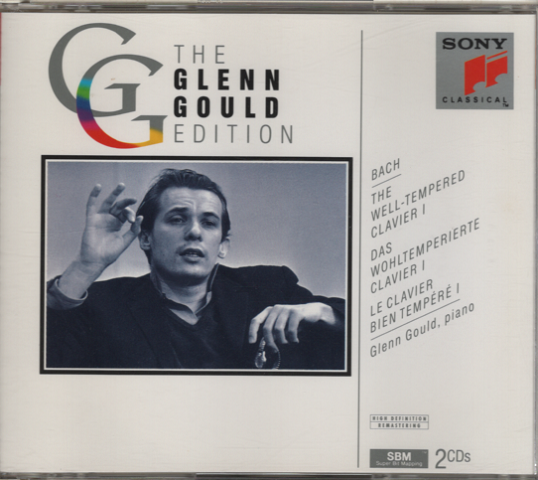 GG
THE
GLENN
GOULD
EDITION
SONY
CLASSICAL
TM
BACH
THE
WELL-TEMPERED
CLAVIER I
DAS
WOHLTEMPERIERTE
CLAVIER I
LE CLAVIER
BIEN TEMPÉRÉ I
Glenn Gould, piano
HIGH DEFINITION
REMASTERING
SBM
Super Bit Mapping
2CDs